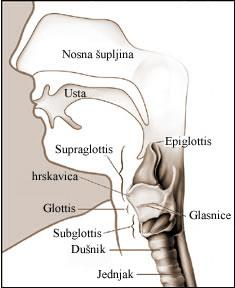 Nosna šupljina
Usta
Epiglottis
Supraglottis
hrskavica
Glottis
Glasnice
Subglottis
Dušnik
Jednjak